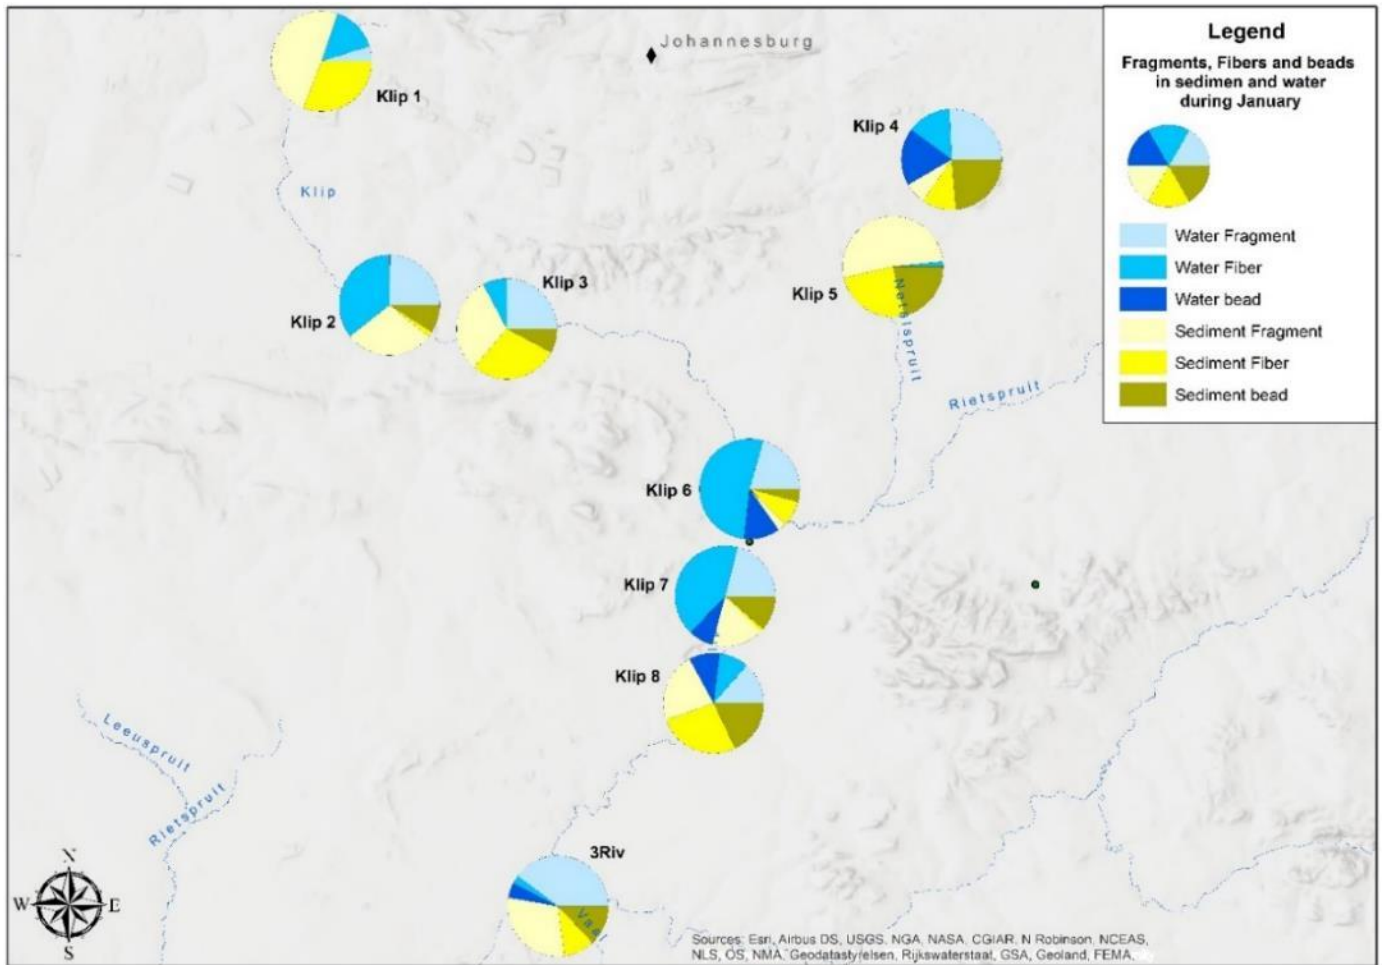 Johannesburg
Klip 1
Klip
Klip 2
Klip 3
Klip 4
Klip 5
Rietspruit
Klip 6
Klip 7
Klip 8
Leeuspruit
Rietspruit
3Riv
Vaal
N
W
E
S
Legend
Fragments, Fibers and beads
in sedimen and water
during January
Water Fragment
Water Fiber
Water bead
Sediment Fragment
Sediment Fiber
Sediment bead
Sources: Esri, Airbus DS, USGS, NGA, NASA, CGIAR, N Robinson, NCEAS,
NLS, OS, NMA, Geodatastyrelsen, Rijkswaterstaat, GSA, Geoland, FEMA,